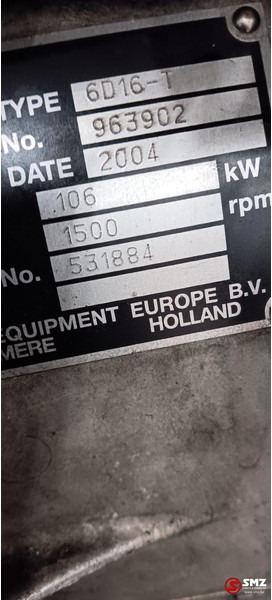 TYPE 6D16-T
No. 963902
DATE 2004
106 kW
1500 rpm
No. 531884
EQUIPMENT EUROPE B.V.
MERE HOLLAND
SMZ